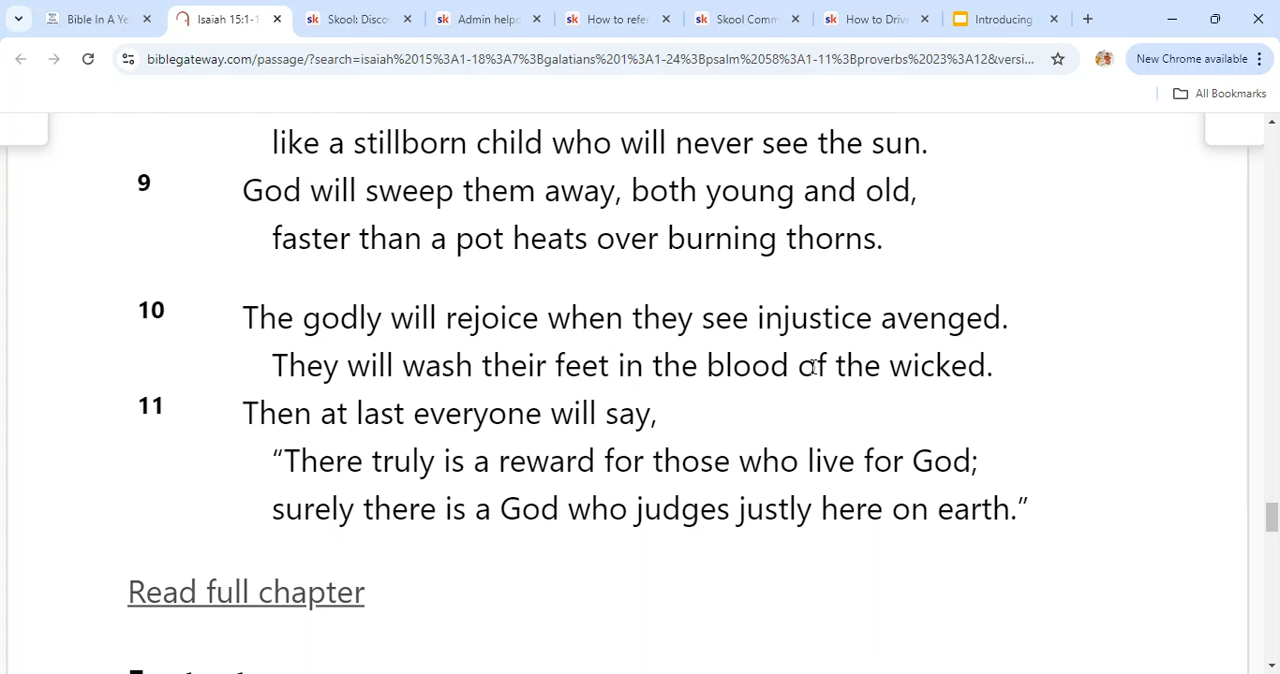 Bible In A Ye
Isaiah 15:1-1
Skool: Disco
Admin help
How to refer
Skool Comm
How to Driv
Introducing
biblegateway.com/passage/?search=isaiah%2015%3A1-18%3A7%3Bgalatians%201%3A1-24%3Bpsalm%2058%3A1-11%3Bproverbs%2023%3A12&versi...
New Chrome available
All Bookmarks
like a stillborn child who will never see the sun.
9 God will sweep them away, both young and old,
faster than a pot heats over burning thorns.
10 The godly will rejoice when they see injustice avenged.
They will wash their feet in the blood of the wicked.
11 Then at last everyone will say,
“There truly is a reward for those who live for God;
surely there is a God who judges justly here on earth.”
Read full chapter